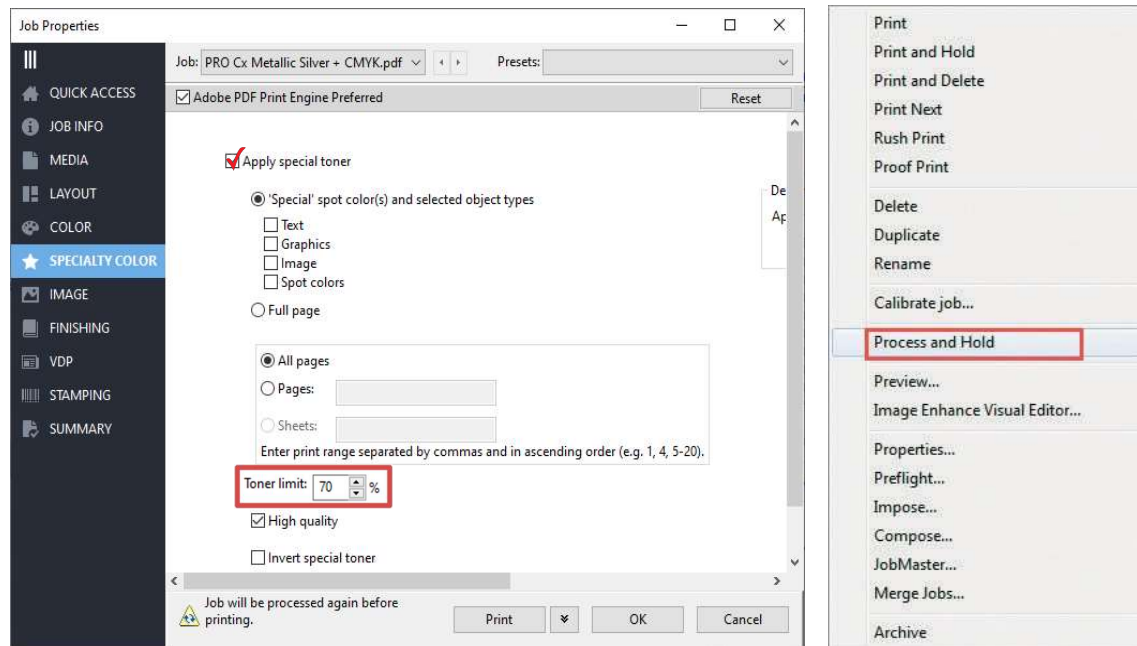 Job Properties
Job: PRO Cx Metallic Silver + CMYK.pdf Presets:
Adobe PDF Print Engine Preferred Reset
QUICK ACCESS
JOB INFO
MEDIA
LAYOUT
COLOR
SPECIALTY COLOR
IMAGE
FINISHING
VDP
STAMPING
SUMMARY
Apply special toner
'Special' spot color(s) and selected object types
Text
Graphics
Image
Spot colors
Full page
De
Ap
All pages
Pages:
Sheets:
Enter print range separated by commas and in ascending order (e.g. 1, 4, 5-20).
Toner limit: 70 %
High quality
Invert special toner
Job will be processed again before
printing.
Print OK Cancel
Print
Print and Hold
Print and Delete
Print Next
Rush Print
Proof Print
Delete
Duplicate
Rename
Calibrate job...
Process and Hold
Preview...
Image Enhance Visual Editor...
Properties...
Preflight...
Impose...
Compose...
JobMaster...
Merge Jobs...
Archive